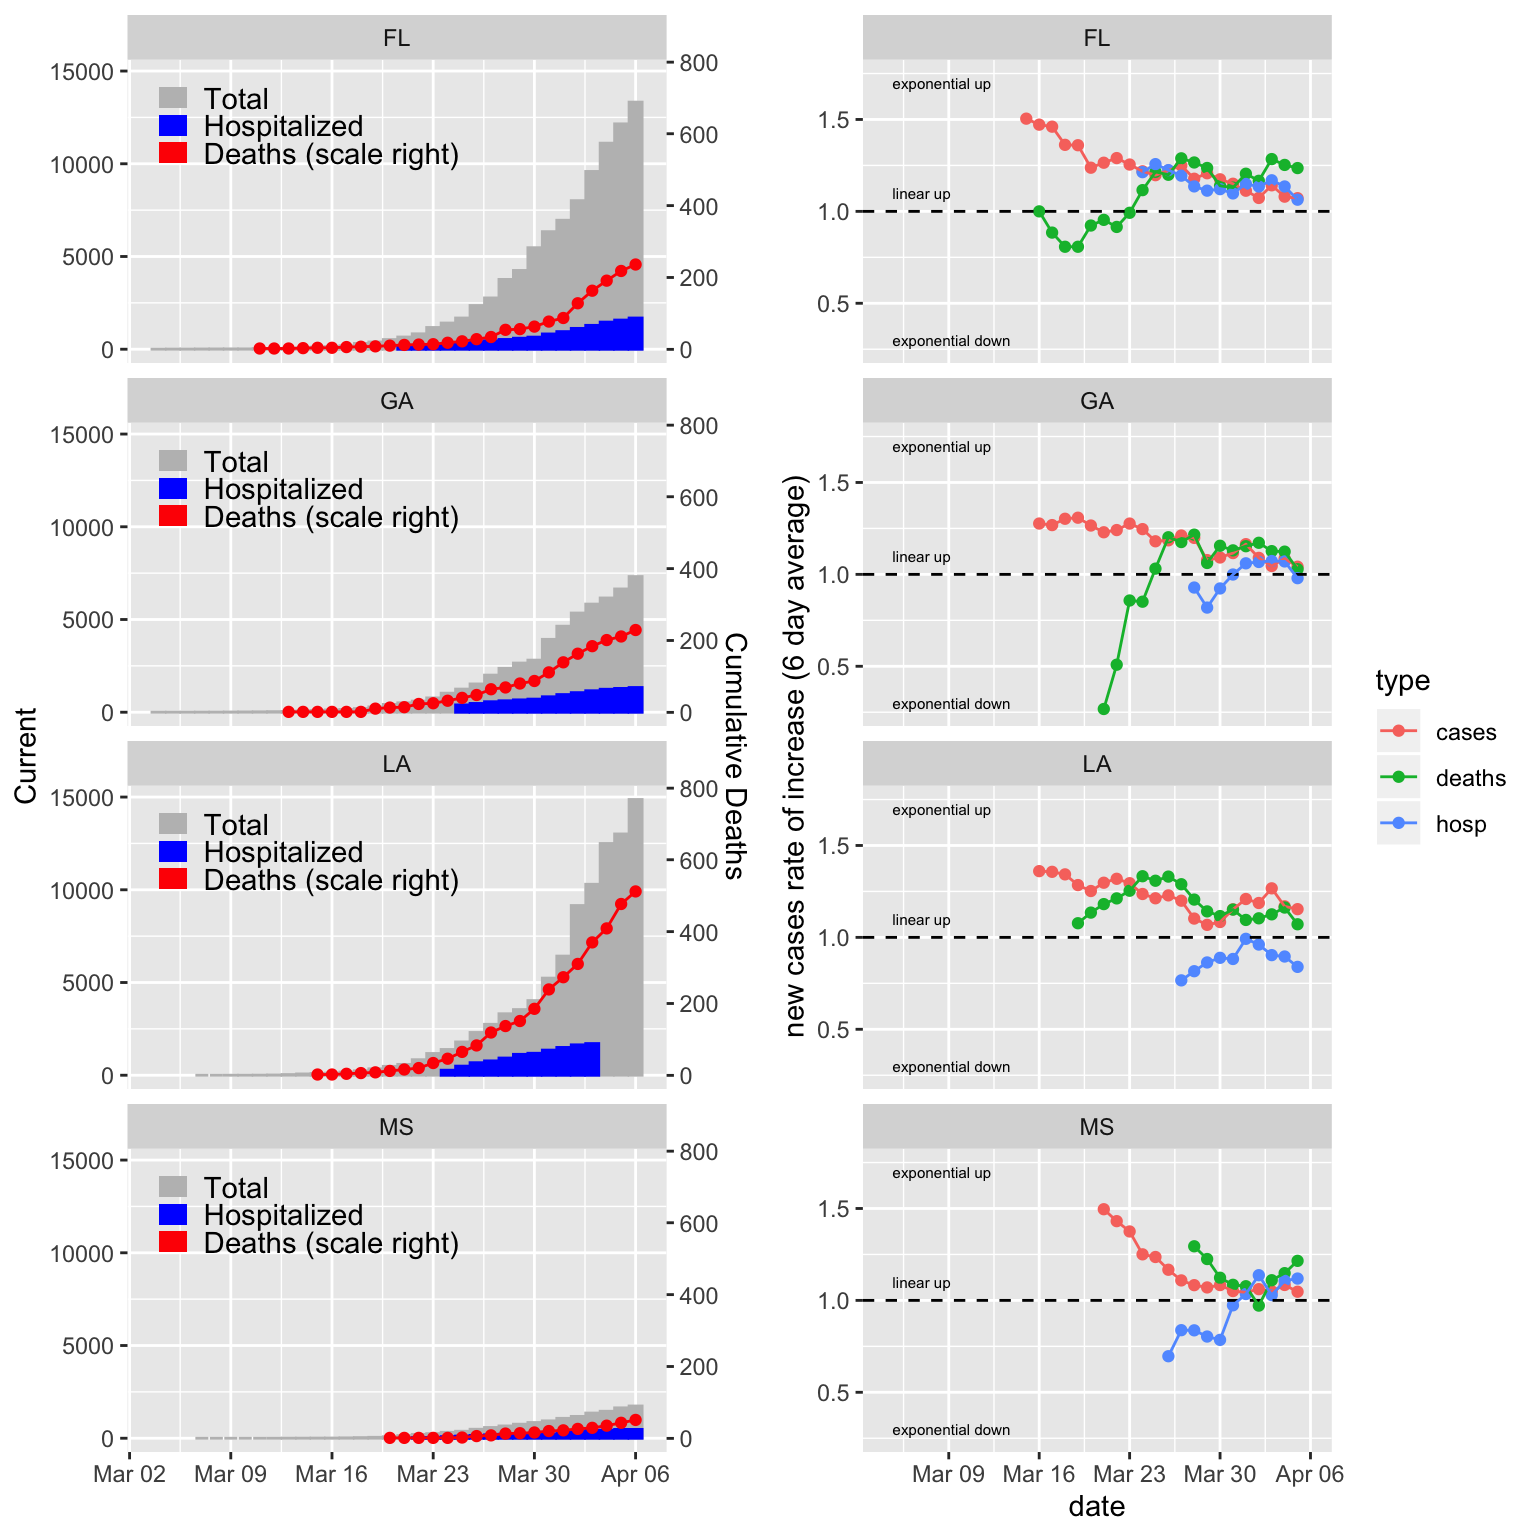 FL
15000
10000
5000
0
800
600
400
200
0
Total
Hospitalized
Deaths (scale right)
GA
15000
10000
5000
0
800
600
400
200
0
Total
Hospitalized
Deaths (scale right)
LA
15000
10000
5000
0
800
600
400
200
0
Total
Hospitalized
Deaths (scale right)
MS
15000
10000
5000
0
800
600
400
200
0
Total
Hospitalized
Deaths (scale right)
Mar 02
Mar 09
Mar 16
Mar 23
Mar 30
Apr 06
Current
Cumulative Deaths
FL
1.5
1.0
0.5
exponential up
linear up
exponential down
GA
1.5
1.0
0.5
exponential up
linear up
exponential down
LA
1.5
1.0
0.5
exponential up
linear up
exponential down
MS
1.5
1.0
0.5
exponential up
linear up
exponential down
Mar 09
Mar 16
Mar 23
Mar 30
Apr 06
date
new cases rate of increase (6 day average)
type
cases
deaths
hosp